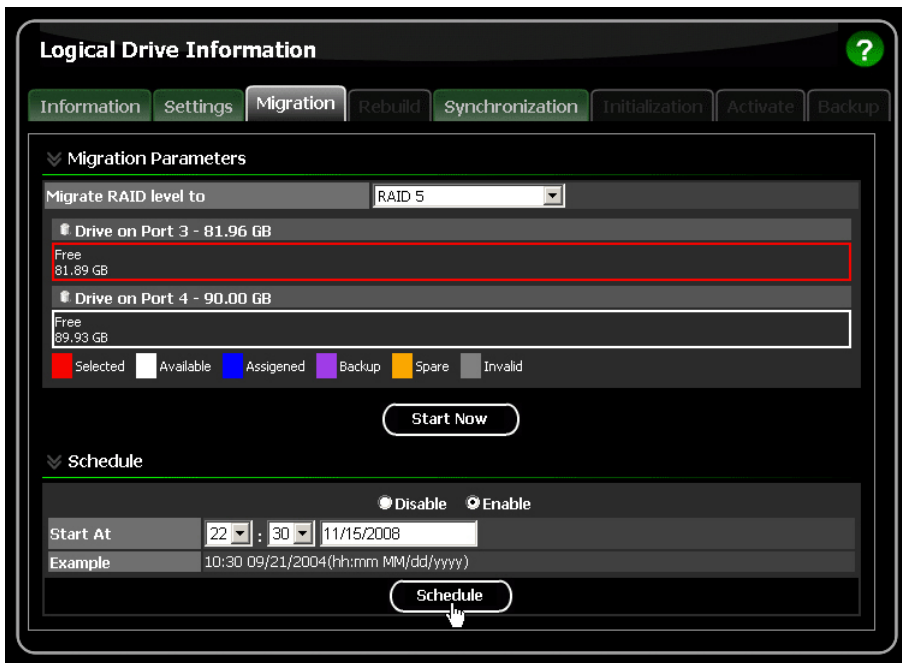 Logical Drive Information
?
Information Settings Migration Rebuild Synchronization Initialization Activate Backup
Migration Parameters
Migrate RAID level to RAID 5
Drive on Port 3 - 81.96 GB
Free
81.89 GB
Drive on Port 4 - 90.00 GB
Free
89.93 GB
Selected Available Assigened Backup Spare Invalid
Start Now
Schedule
Disable Enable
Start At 22 : 30 11/15/2008
Example 10:30 09/21/2004(hh:mm MM/dd/yyyy)
Schedule